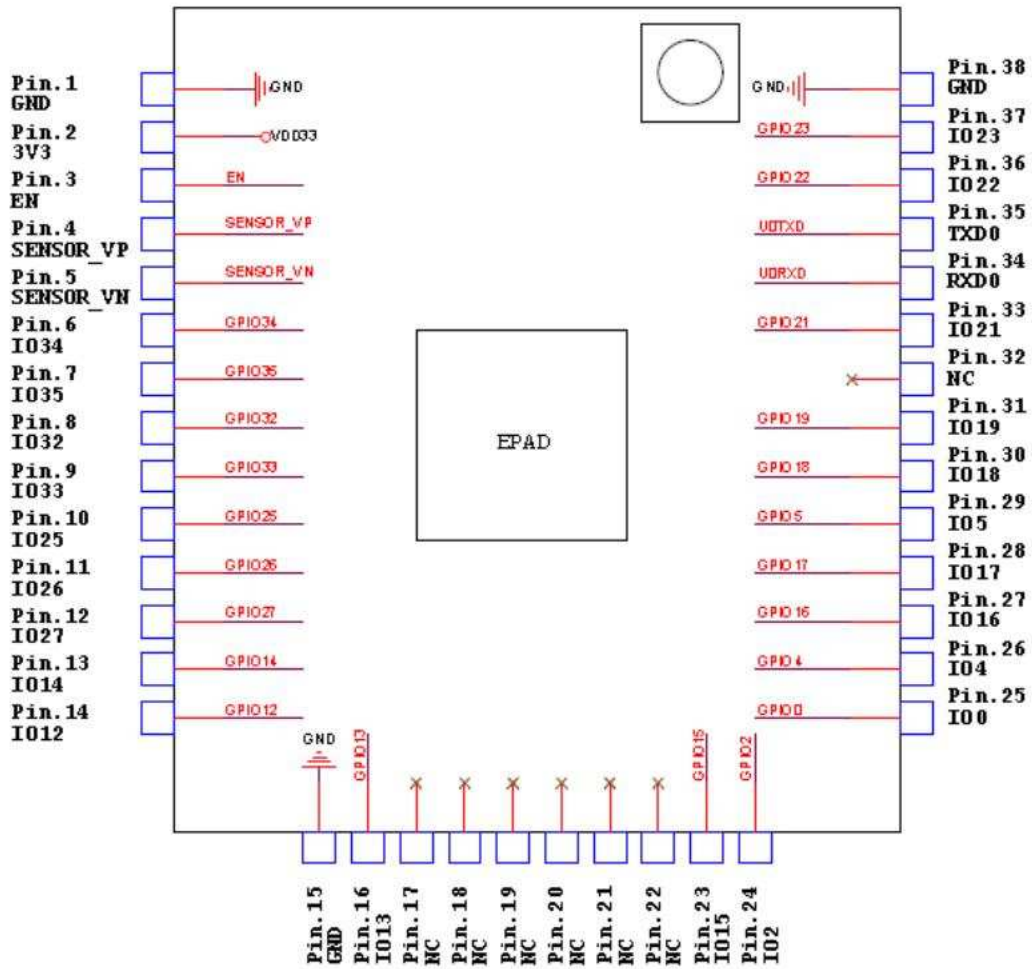 Pin.1
GND
Pin.2
3V3
Pin.3
EN
Pin.4
SENSOR_VP
Pin.5
SENSOR_VN
Pin.6
IO34
Pin.7
IO35
Pin.8
IO32
Pin.9
IO33
Pin.10
IO25
Pin.11
IO26
Pin.12
IO27
Pin.13
IO14
Pin.14
IO12
GND
VDD33
EN
SENSOR_VP
SENSOR_VN
GPIO34
GPIO35
GPIO32
GPIO33
GPIO25
GPIO26
GPIO27
GPIO14
GPIO12
EPAD
GND
GPIO23
GPIO22
U0TXD
U0RXD
GPIO21
GPIO19
GPIO18
GPIO5
GPIO17
GPIO16
GPIO4
GPIO0
Pin.38
GND
Pin.37
IO23
Pin.36
IO22
Pin.35
TXD0
Pin.34
RXD0
Pin.33
IO21
Pin.32
NC
Pin.31
IO19
Pin.30
IO18
Pin.29
IO5
Pin.28
IO17
Pin.27
IO16
Pin.26
IO4
Pin.25
IO0
GND
GPIO13
GPIO15
GPIO2
Pin.15
GND
Pin.16
IO13
Pin.17
NC
Pin.18
NC
Pin.19
NC
Pin.20
NC
Pin.21
NC
Pin.22
NC
Pin.23
IO15
Pin.24
IO2